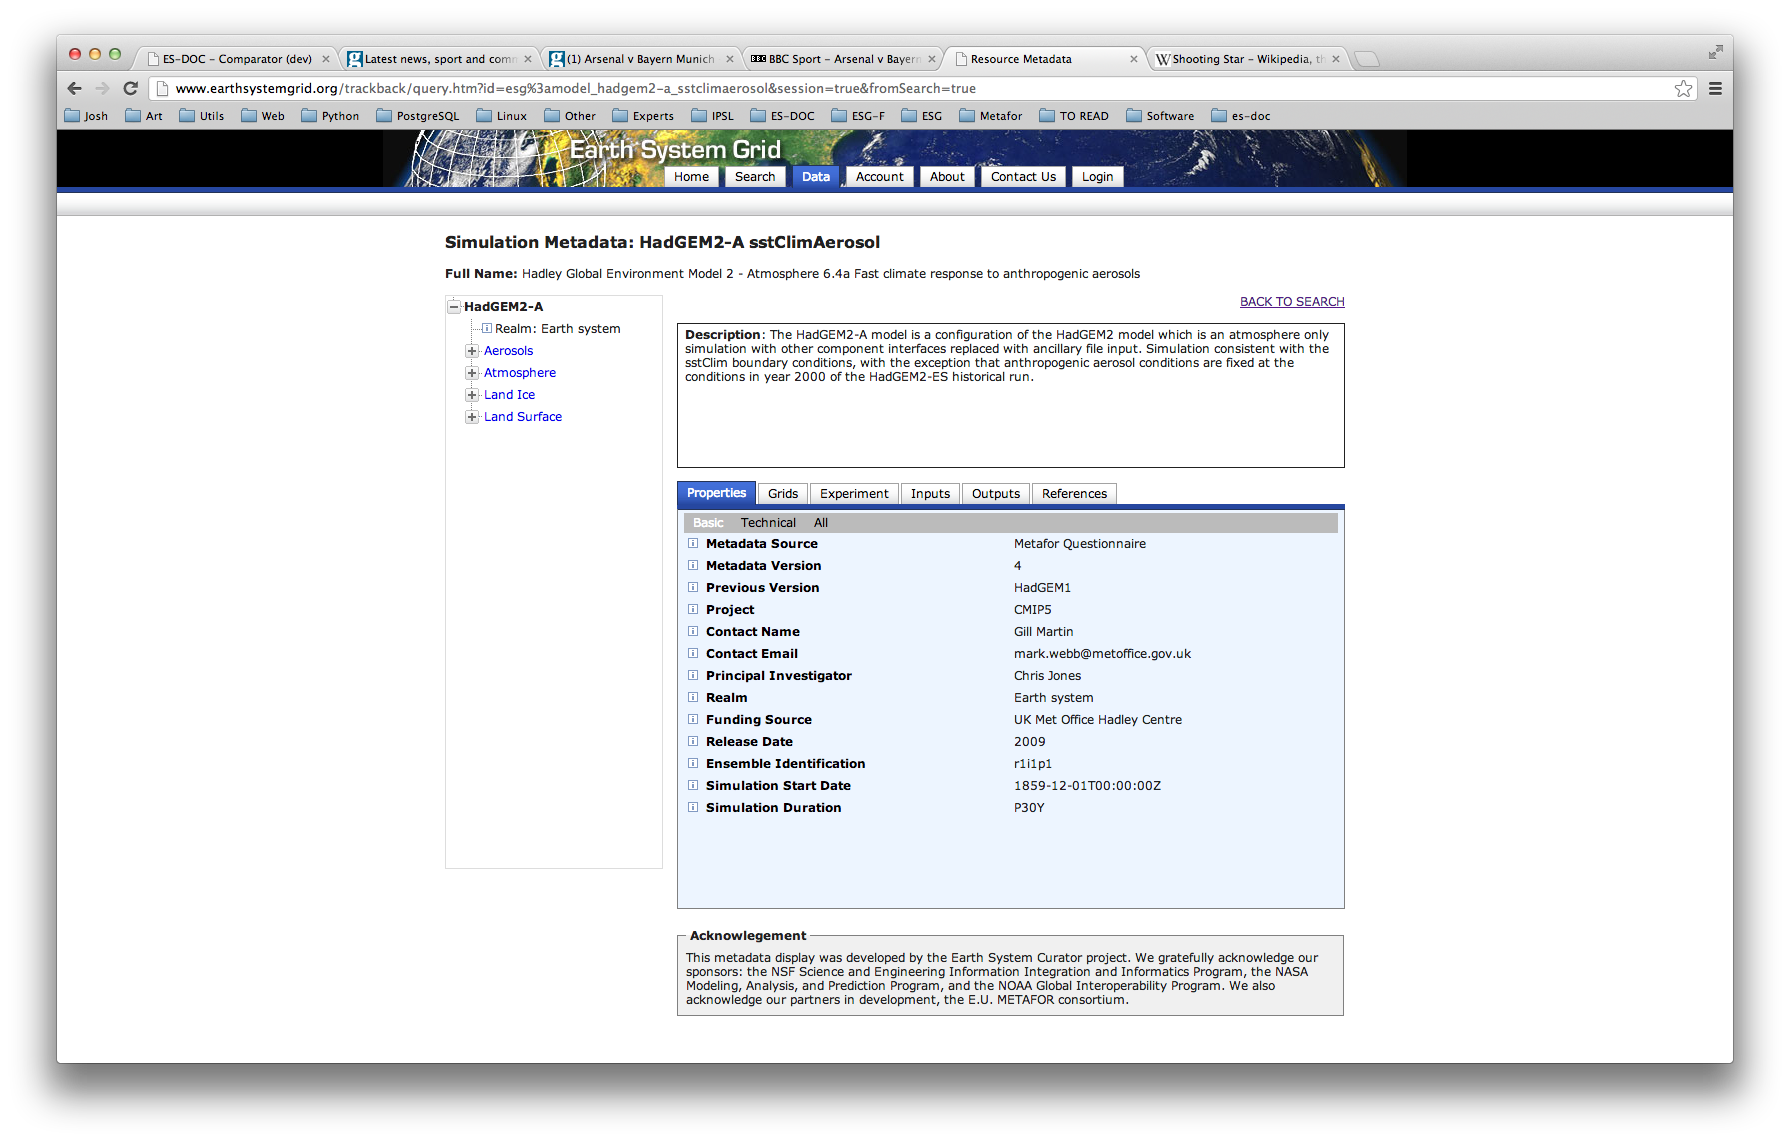 ES-DOC – Comparator (dev)
Latest news, sport and comm
(1) Arsenal v Bayern Munich
BBC Sport – Arsenal v Bayern
Resource Metadata
Shooting Star – Wikipedia, th
www.earthsystemgrid.org/trackback/query.htm?id=esg%3amodel_hadgem2-a_sstclimaerosol&session=true&fromSearch=true
Josh Art Utils Web Python PostgreSQL Linux Other Experts IPSL ES-DOC ESG-F ESG Metafor TO READ Software es-doc
Earth System Grid
Home Search Data Account About Contact Us Login
Simulation Metadata: HadGEM2-A sstClimAerosol
Full Name: Hadley Global Environment Model 2 - Atmosphere 6.4a Fast climate response to anthropogenic aerosols
HadGEM2-A
Realm: Earth system
Aerosols
Atmosphere
Land Ice
Land Surface
BACK TO SEARCH
Description: The HadGEM2-A model is a configuration of the HadGEM2 model which is an atmosphere only
simulation with other component interfaces replaced with ancillary file input. Simulation consistent with the
sstClim boundary conditions, with the exception that anthropogenic aerosol conditions are fixed at the
conditions in year 2000 of the HadGEM2-ES historical run.
Properties Grids Experiment Inputs Outputs References
Basic Technical All
Metadata Source Metafor Questionnaire
Metadata Version 4
Previous Version HadGEM1
Project CMIP5
Contact Name Gill Martin
Contact Email mark.webb@metoffice.gov.uk
Principal Investigator Chris Jones
Realm Earth system
Funding Source UK Met Office Hadley Centre
Release Date 2009
Ensemble Identification r1i1p1
Simulation Start Date 1859-12-01T00:00:00Z
Simulation Duration P30Y
Acknowlegement
This metadata display was developed by the Earth System Curator project. We gratefully acknowledge our
sponsors: the NSF Science and Engineering Information Integration and Informatics Program, the NASA
Modeling, Analysis, and Prediction Program, and the NOAA Global Interoperability Program. We also
acknowledge our partners in development, the E.U. METAFOR consortium.